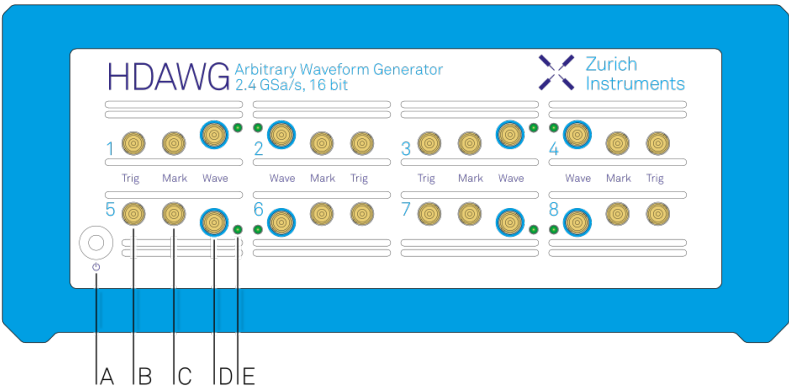 HDAWG Arbitrary Waveform Generator
2.4 GSa/s, 16 bit
Zurich
Instruments
1 2 3 4
Trig Mark Wave Wave Mark Trig Trig Mark Wave Wave Mark Trig
5 6 7 8
A B C D E